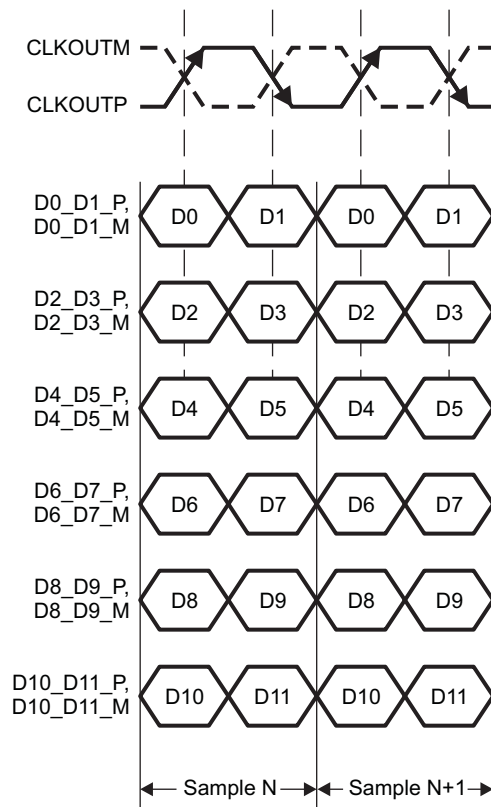 CLKOUTM
CLKOUTP
D0_D1_P,
D0_D1_M
D0 D1 D0 D1
D2_D3_P,
D2_D3_M
D2 D3 D2 D3
D4_D5_P,
D4_D5_M
D4 D5 D4 D5
D6_D7_P,
D6_D7_M
D6 D7 D6 D7
D8_D9_P,
D8_D9_M
D8 D9 D8 D9
D10_D11_P,
D10_D11_M
D10 D11 D10 D11
Sample N Sample N+1